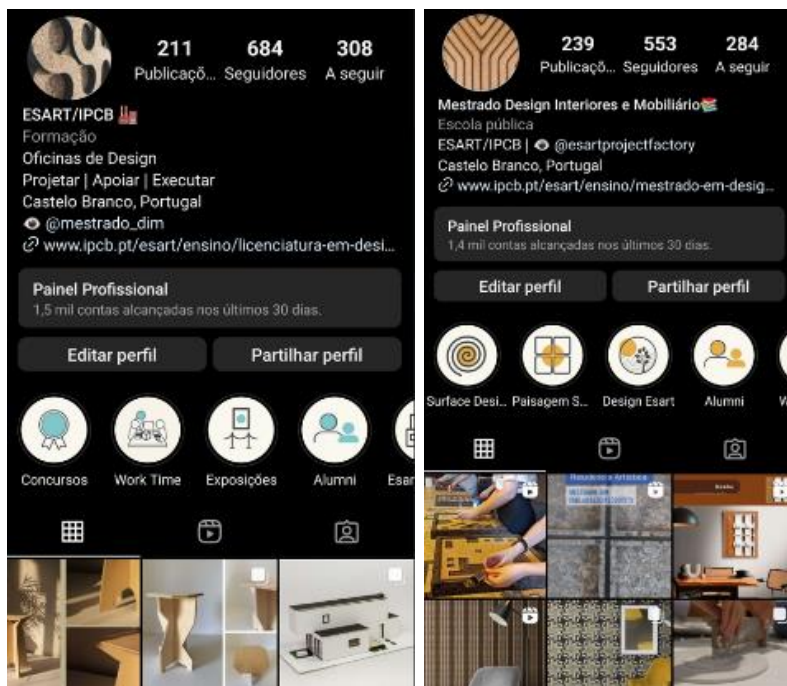 211 684 308
Publicaçõ... Seguidores A seguir
ESART/IPCB
Formação
Oficinas de Design
Projetar | Apoiar | Executar
Castelo Branco, Portugal
@mestrado_dim
www.ipcb.pt/esart/ensino/licenciatura-em-desi...
Painel Profissional
1,5 mil contas alcançadas nos últimos 30 dias.
Editar perfil Partilhar perfil
Concursos Work Time Exposições Alumni Esar
239 553 284
Publicaçõ... Seguidores A seguir
Mestrado Design Interiores e Mobiliário
Escola pública
ESART/IPCB | @esartprojectfactory
Castelo Branco, Portugal
www.ipcb.pt/esart/ensino/mestrado-em-desig...
Painel Profissional
1,4 mil contas alcançadas nos últimos 30 dias.
Editar perfil Partilhar perfil
Surface Desi... Paisagem S... Design Esart Alumni W